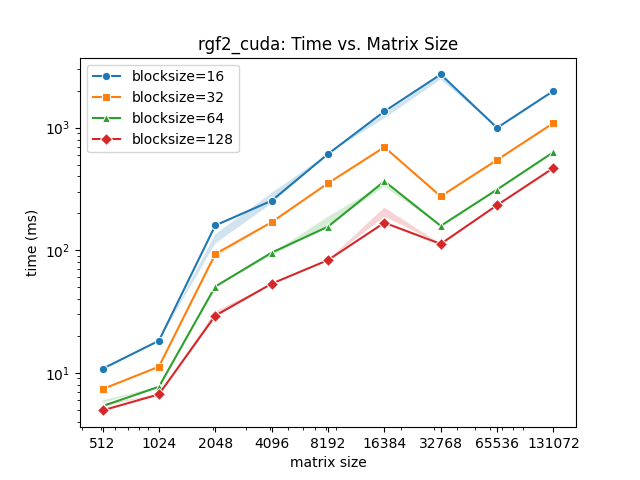 rgf2_cuda: Time vs. Matrix Size
blocksize=16
blocksize=32
blocksize=64
blocksize=128
10³
10²
10¹
time (ms)
512 1024 2048 4096 8192 16384 32768 65536 131072
matrix size